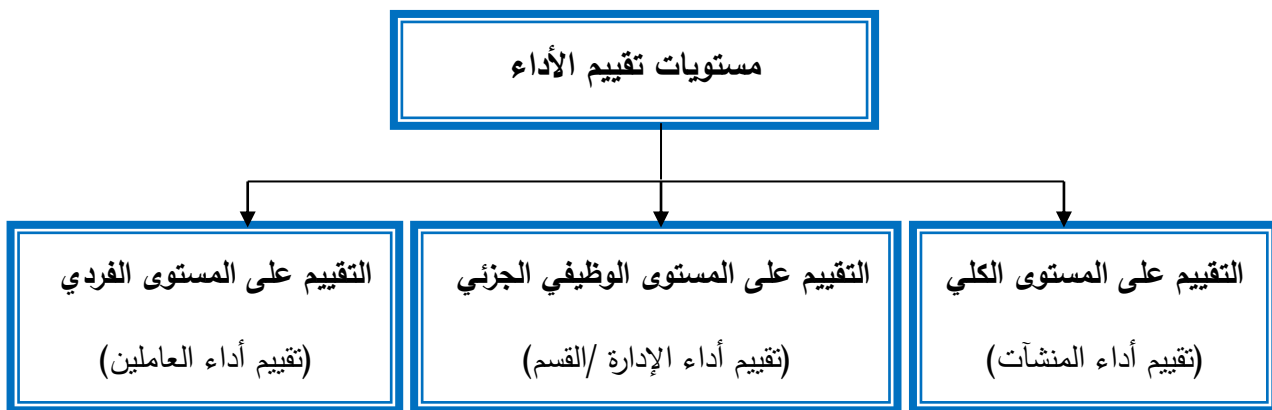 مستويات تقييم الأداء
التقييم على المستوى الكلي
(تقييم أداء المنشآت)
التقييم على المستوى الوظيفي الجزئي
(تقييم أداء الإدارة /القسم)
التقييم على المستوى الفردي
(تقييم أداء العاملين)